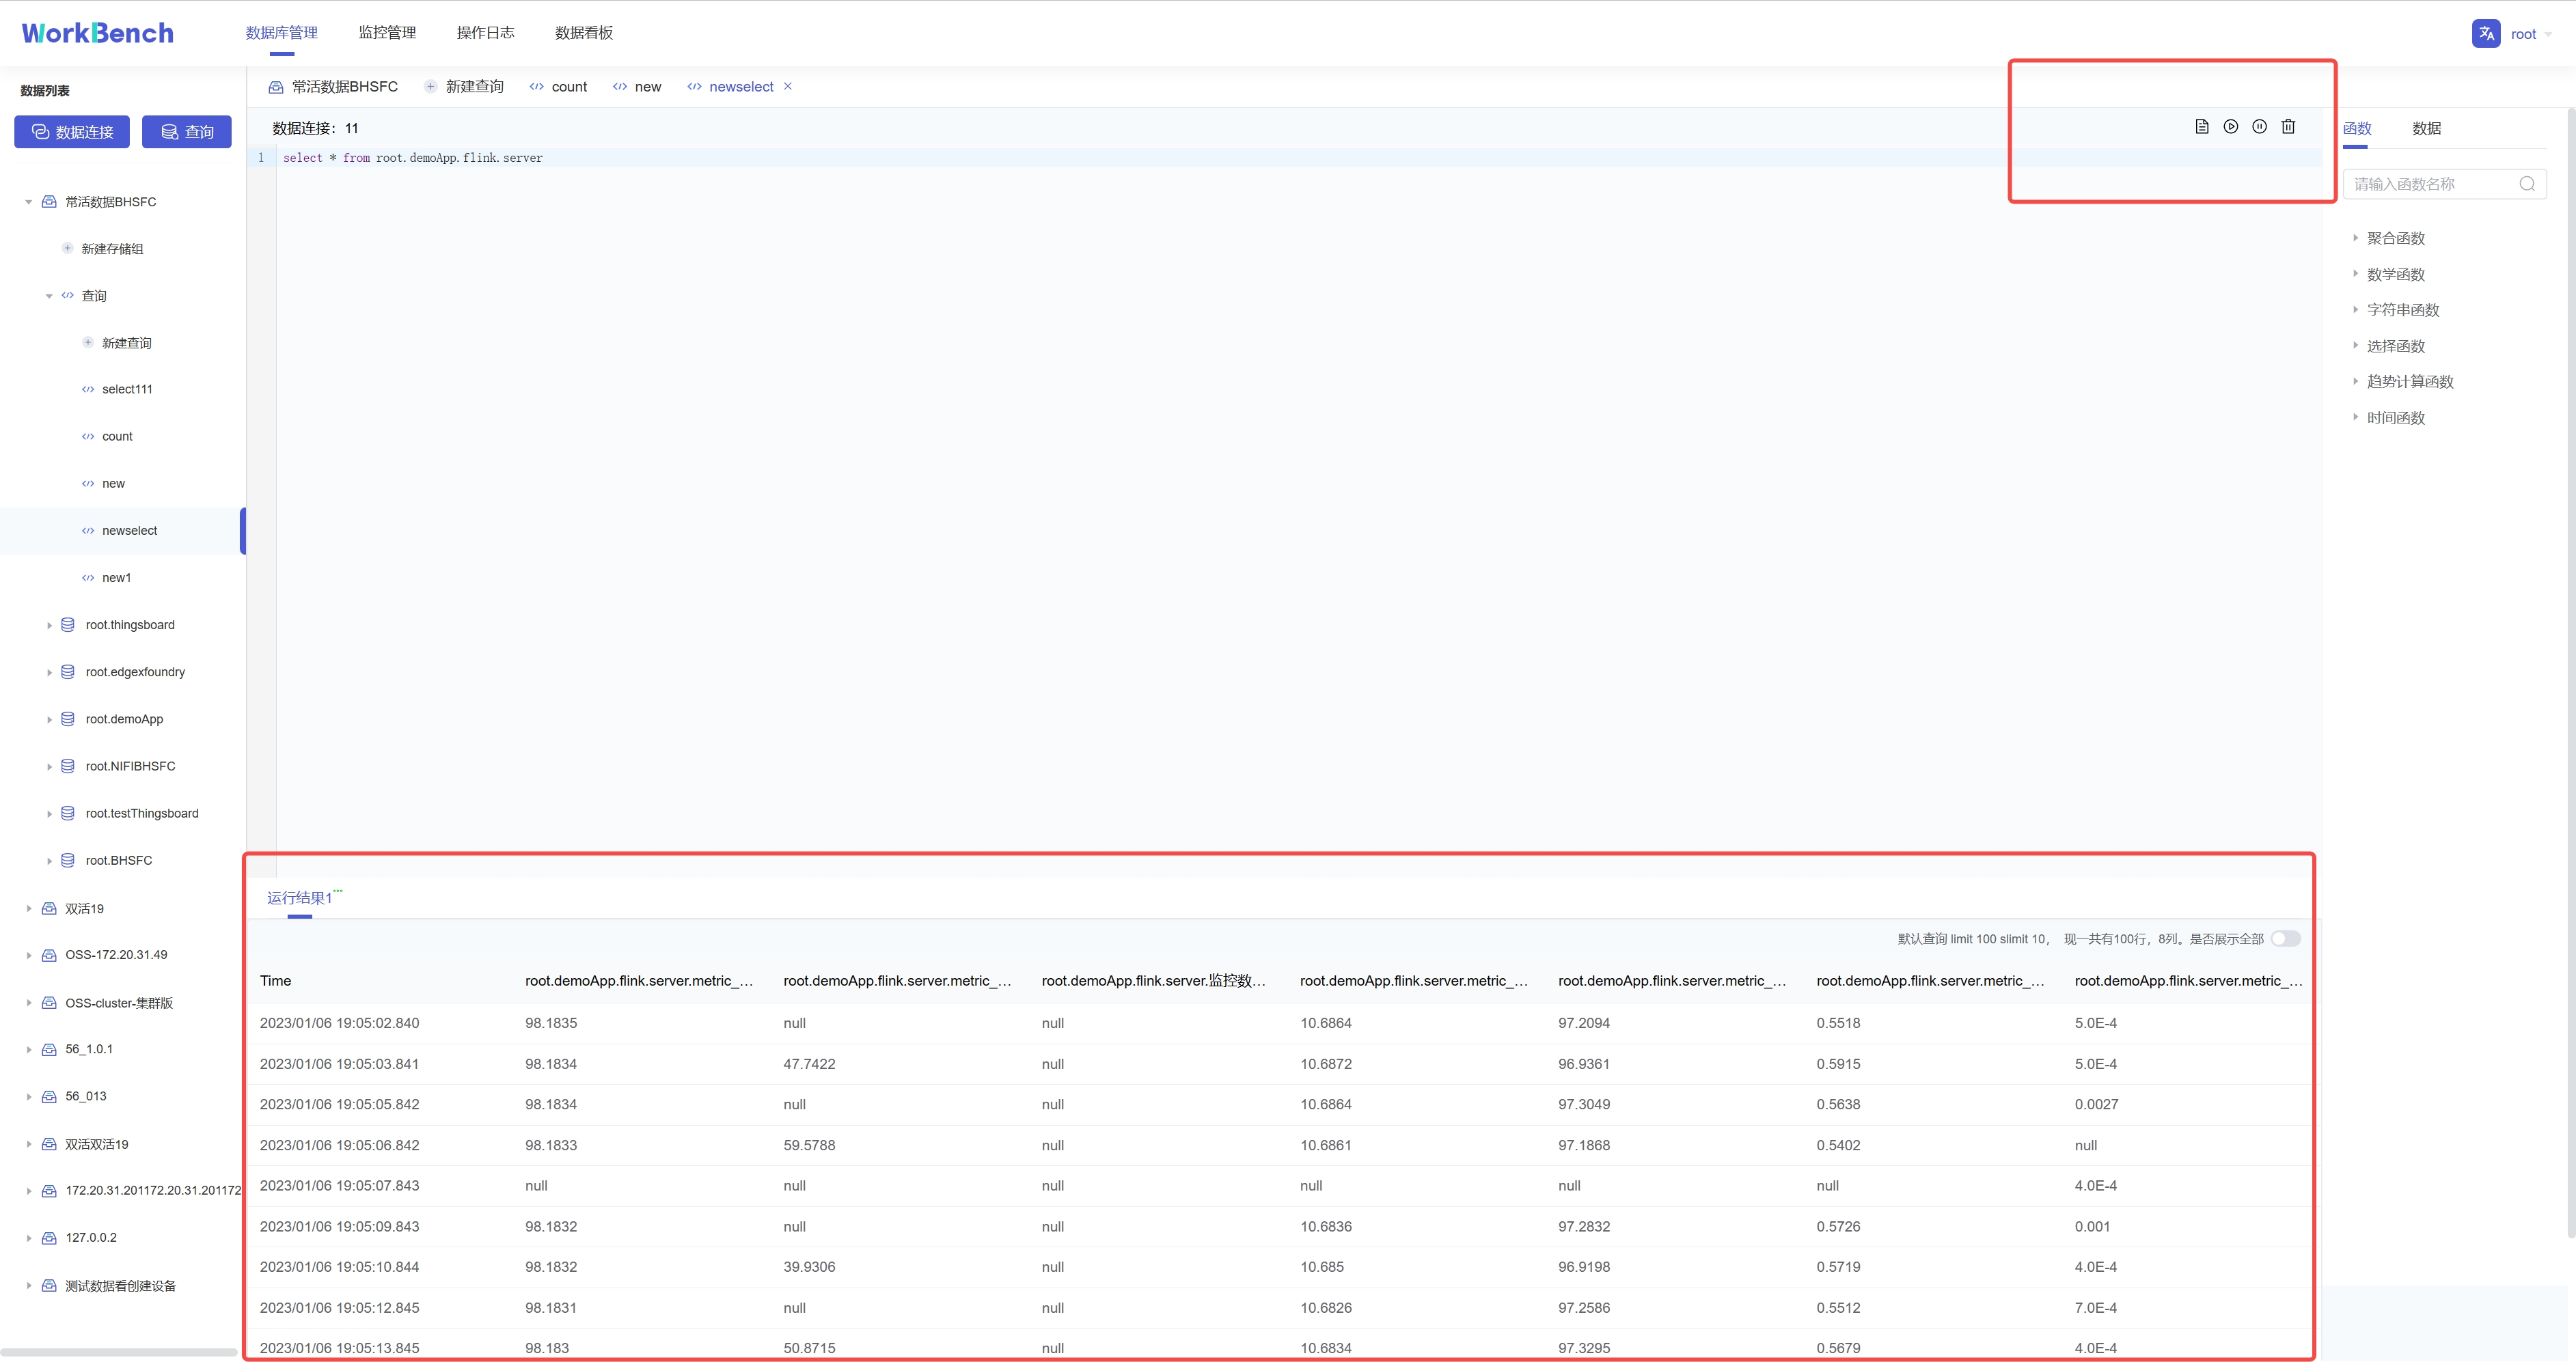 WorkBench
数据库管理 监控管理 操作日志 数据看板
root
数据列表
数据连接 查询
常活数据BHSFC
新建存储组
查询
新建查询
select111
count
new
newselect
new1
root.thingsboard
root.edgexfoundry
root.demoApp
root.NIFIBHSFC
root.testThingsboard
root.BHSFC
双活19
OSS-172.20.31.49
OSS-cluster-集群版
56_1.0.1
56_013
双活双活19
172.20.31.201172.20.31.201172
127.0.0.2
测试数据看创建设备
常活数据BHSFC 新建查询 count new newselect
数据连接：11
1 select * from root.demoApp.flink.server
函数 数据
请输入函数名称
聚合函数
数学函数
字符串函数
选择函数
趋势计算函数
时间函数
运行结果1
默认查询 limit 100 slimit 10， 现一共有100行，8列。是否展示全部
Time root.demoApp.flink.server.metric_... root.demoApp.flink.server.metric_... root.demoApp.flink.server.监控数... root.demoApp.flink.server.metric_... root.demoApp.flink.server.metric_... root.demoApp.flink.server.metric_... root.demoApp.flink.server.metric_...
2023/01/06 19:05:02.840 98.1835 null null 10.6864 97.2094 0.5518 5.0E-4
2023/01/06 19:05:03.841 98.1834 47.7422 null 10.6872 96.9361 0.5915 5.0E-4
2023/01/06 19:05:05.842 98.1834 null null 10.6864 97.3049 0.5638 0.0027
2023/01/06 19:05:06.842 98.1833 59.5788 null 10.6861 97.1868 0.5402 null
2023/01/06 19:05:07.843 null null null null null null 4.0E-4
2023/01/06 19:05:09.843 98.1832 null null 10.6836 97.2832 0.5726 0.001
2023/01/06 19:05:10.844 98.1832 39.9306 null 10.685 96.9198 0.5719 4.0E-4
2023/01/06 19:05:12.845 98.1831 null null 10.6826 97.2586 0.5512 7.0E-4
2023/01/06 19:05:13.845 98.183 50.8715 null 10.6834 97.3295 0.5679 4.0E-4